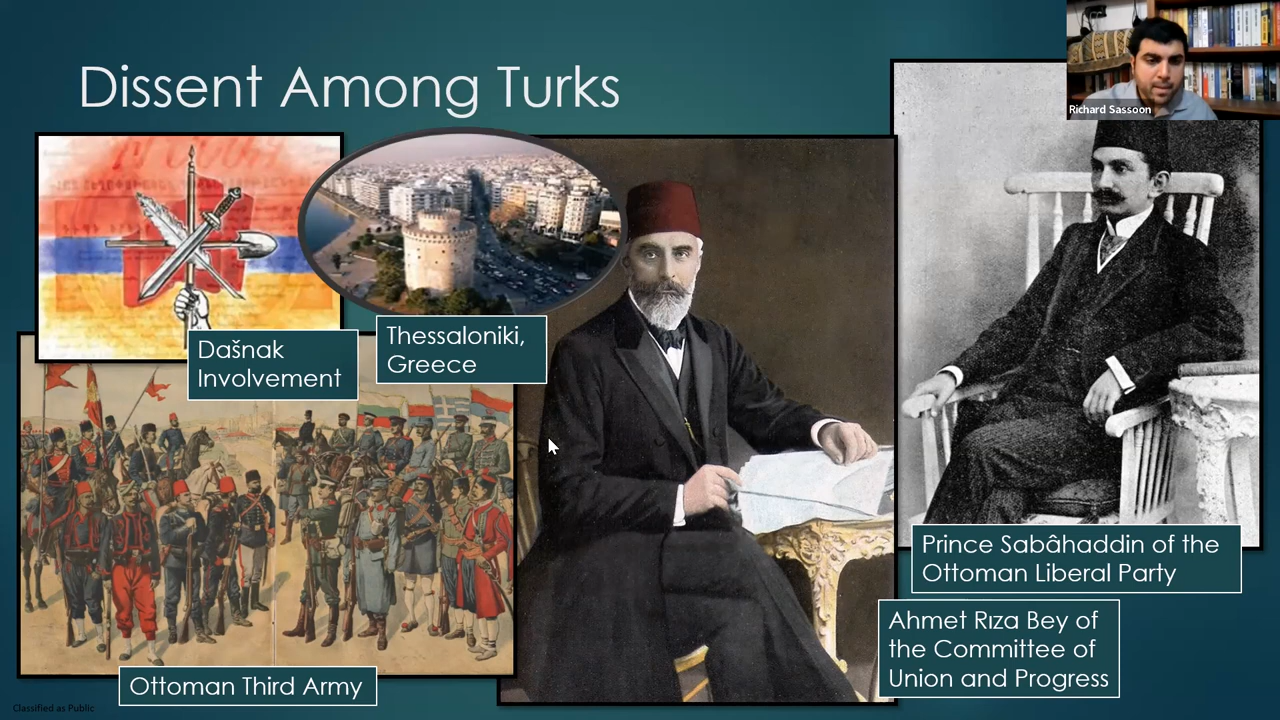 Dissent Among Turks
Richard Sassoon
Dašnak
Involvement
Thessaloniki,
Greece
Prince Sabâhaddin of the
Ottoman Liberal Party
Ahmet Rıza Bey of
the Committee of
Union and Progress
Ottoman Third Army
Classified as Public